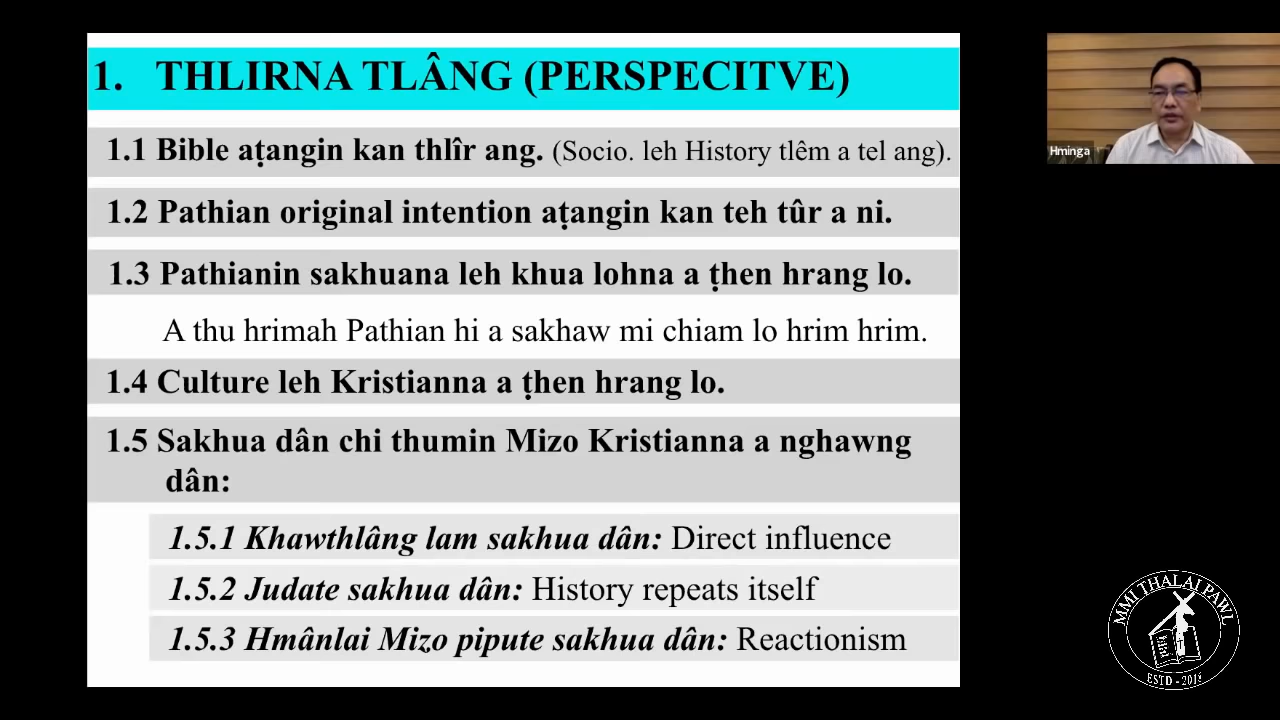 1. THLIRNA TLÂNG (PERSPECITVE)
1.1 Bible aṭangin kan thlîr ang. (Socio. leh History tlêm a tel ang).
1.2 Pathian original intention aṭangin kan teh tûr a ni.
1.3 Pathianin sakhuana leh khua lohna a ṭhen hrang lo.
A thu hrimah Pathian hi a sakhaw mi chiam lo hrim hrim.
1.4 Culture leh Kristianna a ṭhen hrang lo.
1.5 Sakhua dân chi thumin Mizo Kristianna a nghawng
dân:
1.5.1 Khawthlâng lam sakhua dân: Direct influence
1.5.2 Judate sakhua dân: History repeats itself
1.5.3 Hmânlai Mizo pipute sakhua dân: Reactionism
Hminga
MMI THALAI PAWL
ESTD - 2018